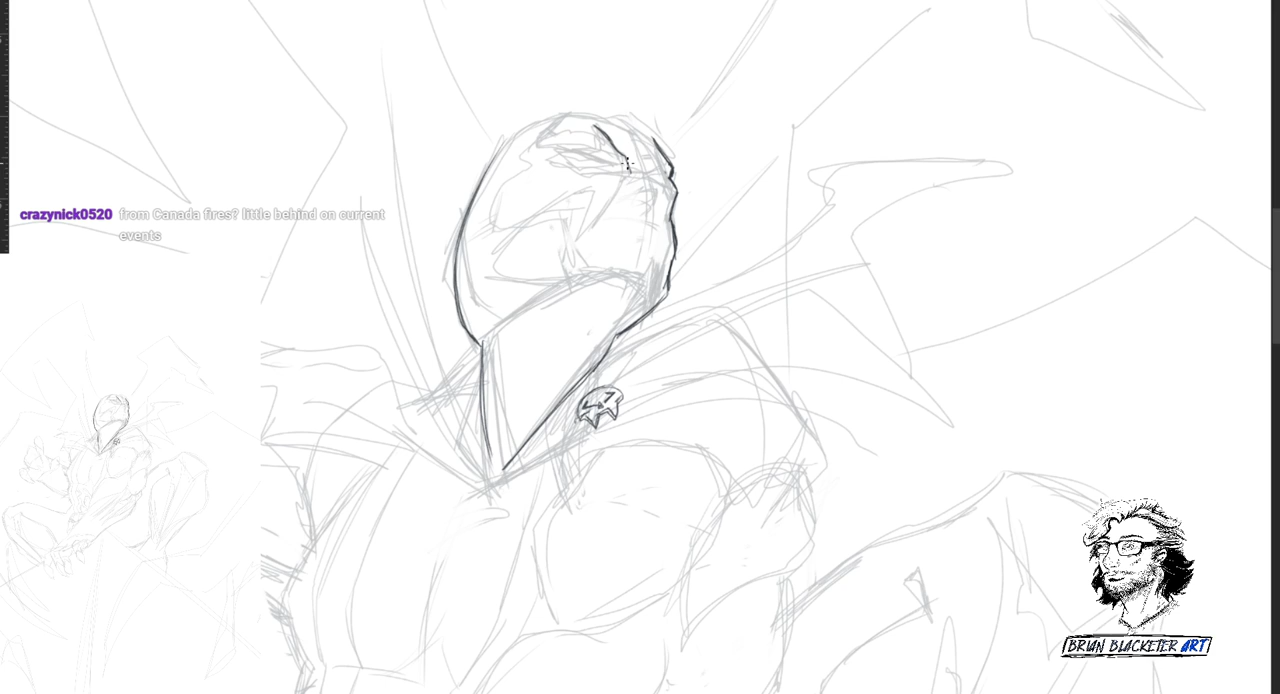 crazynick0520 from Canada fires? little behind on current
events
BRIAN BLACKETER ART